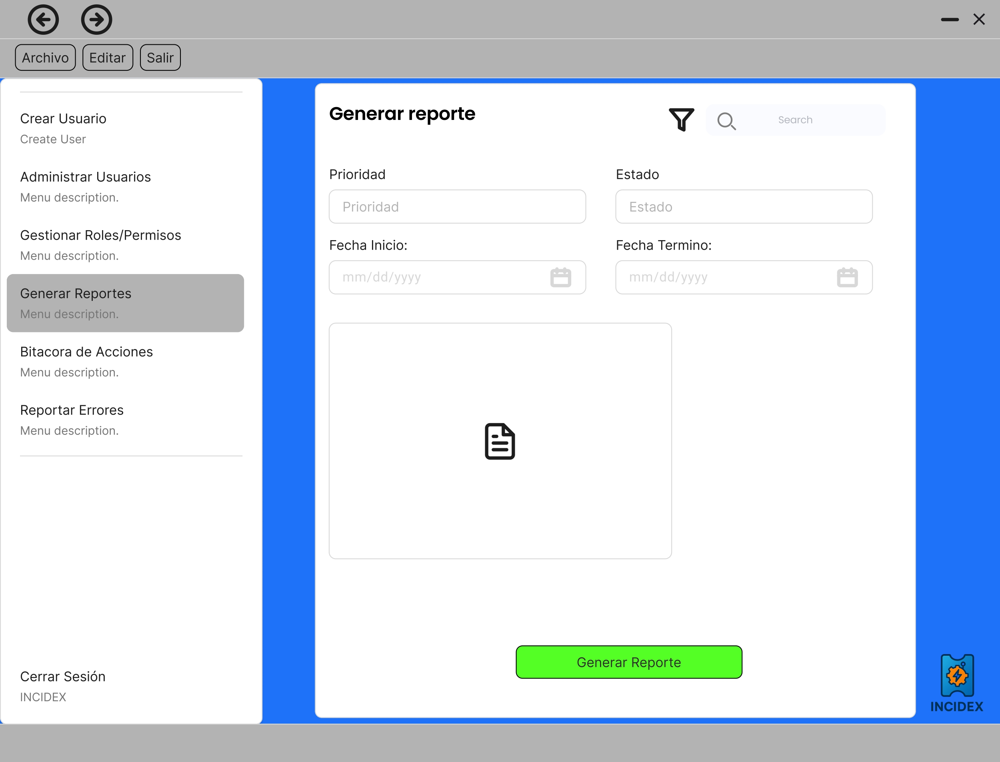 Archivo
Editar
Salir
Crear Usuario
Create User
Administrar Usuarios
Menu description.
Gestionar Roles/Permisos
Menu description.
Generar Reportes
Menu description.
Bitacora de Acciones
Menu description.
Reportar Errores
Menu description.
Cerrar Sesión
INCIDEX
Generar reporte
Search
Prioridad
Prioridad
Estado
Estado
Fecha Inicio:
mm/dd/yyyy
Fecha Termino:
mm/dd/yyyy
Generar Reporte
INCIDEX